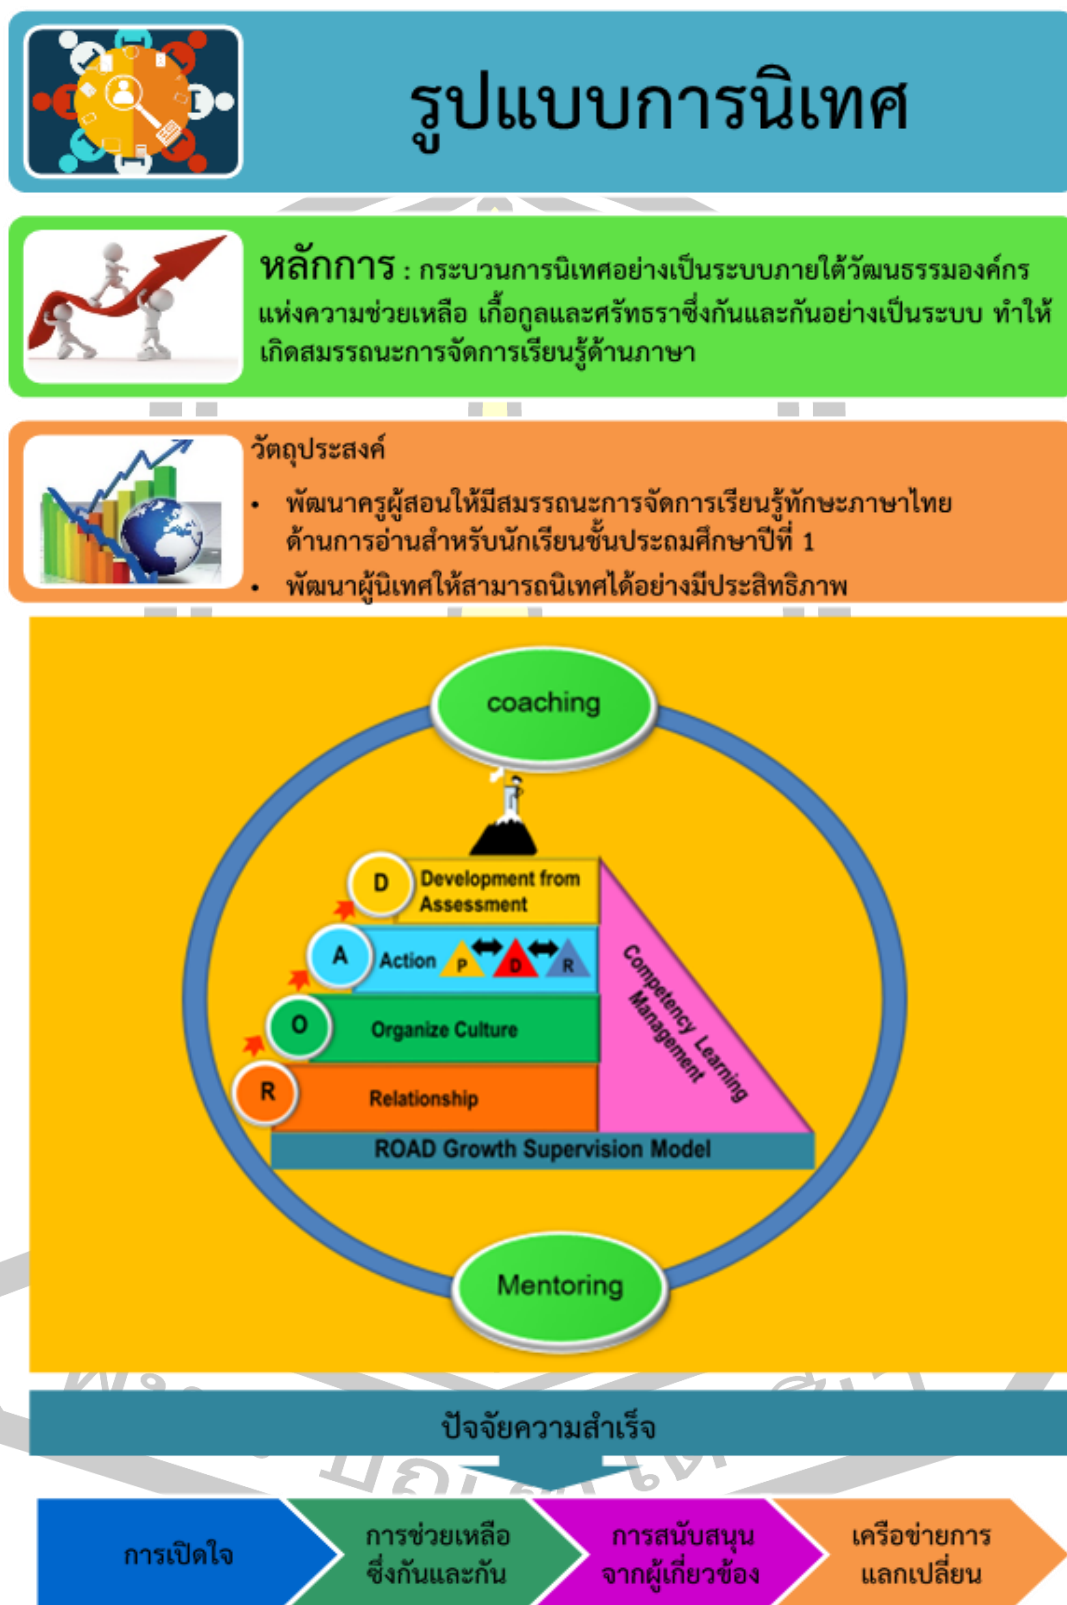 รูปแบบการนิเทศ
หลักการ : กระบวนการนิเทศอย่างเป็นระบบภายใต้วัฒนธรรมองค์กร
แห่งความช่วยเหลือ เกื้อกูลและศรัทธราซึ่งกันและกันอย่างเป็นระบบ ทำให้
เกิดสมรรถนะการจัดการเรียนรู้ด้านภาษา
วัตถุประสงค์
• พัฒนาครูผู้สอนให้มีสมรรถนะการจัดการเรียนรู้ทักษะภาษาไทย
ด้านการอ่านสำหรับนักเรียนชั้นประถมศึกษาปีที่ 1
• พัฒนาผู้นิเทศให้สามารถนิเทศได้อย่างมีประสิทธิภาพ
coaching
D
Development from
Assessment
A
Action
P
D
R
O
Organize Culture
R
Relationship
Competency Learning
Management
ROAD Growth Supervision Model
Mentoring
ปัจจัยความสำเร็จ
การเปิดใจ
การช่วยเหลือ
ซึ่งกันและกัน
การสนับสนุน
จากผู้เกี่ยวข้อง
เครือข่ายการ
แลกเปลี่ยน